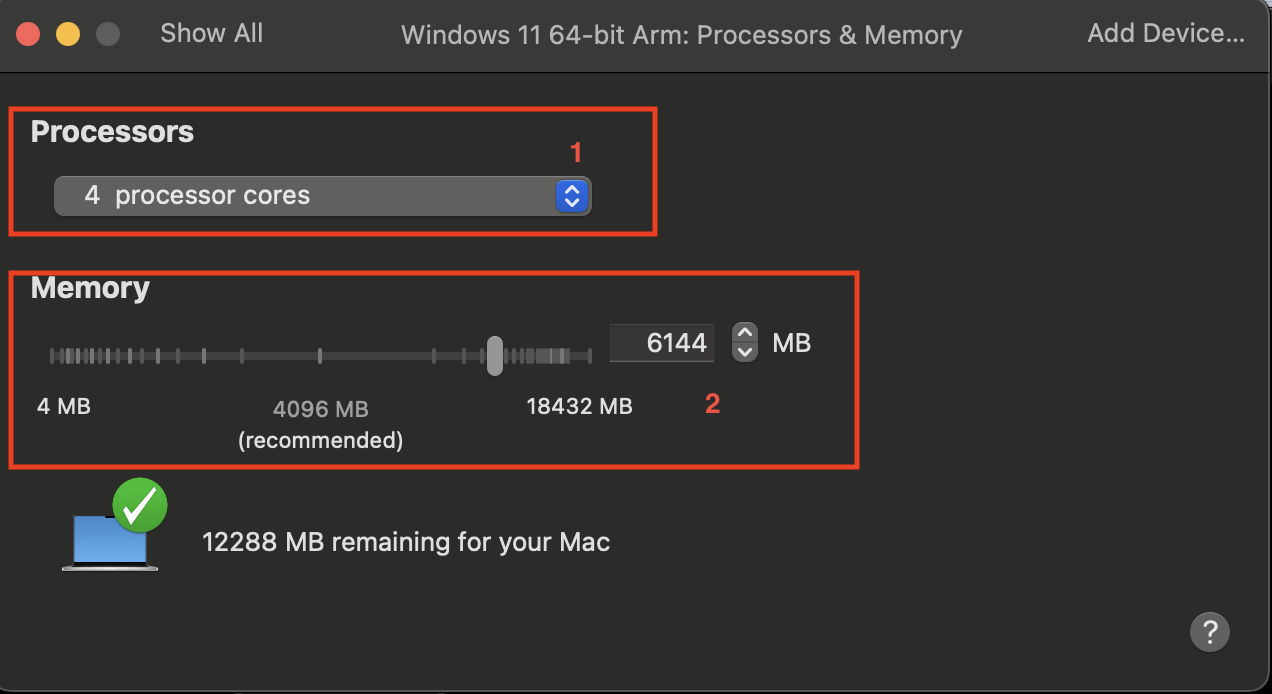 Show All
Windows 11 64-bit Arm: Processors & Memory
Add Device...
Processors
1
4 processor cores
Memory
6144 MB
4 MB
4096 MB
(recommended)
18432 MB
2
12288 MB remaining for your Mac
?